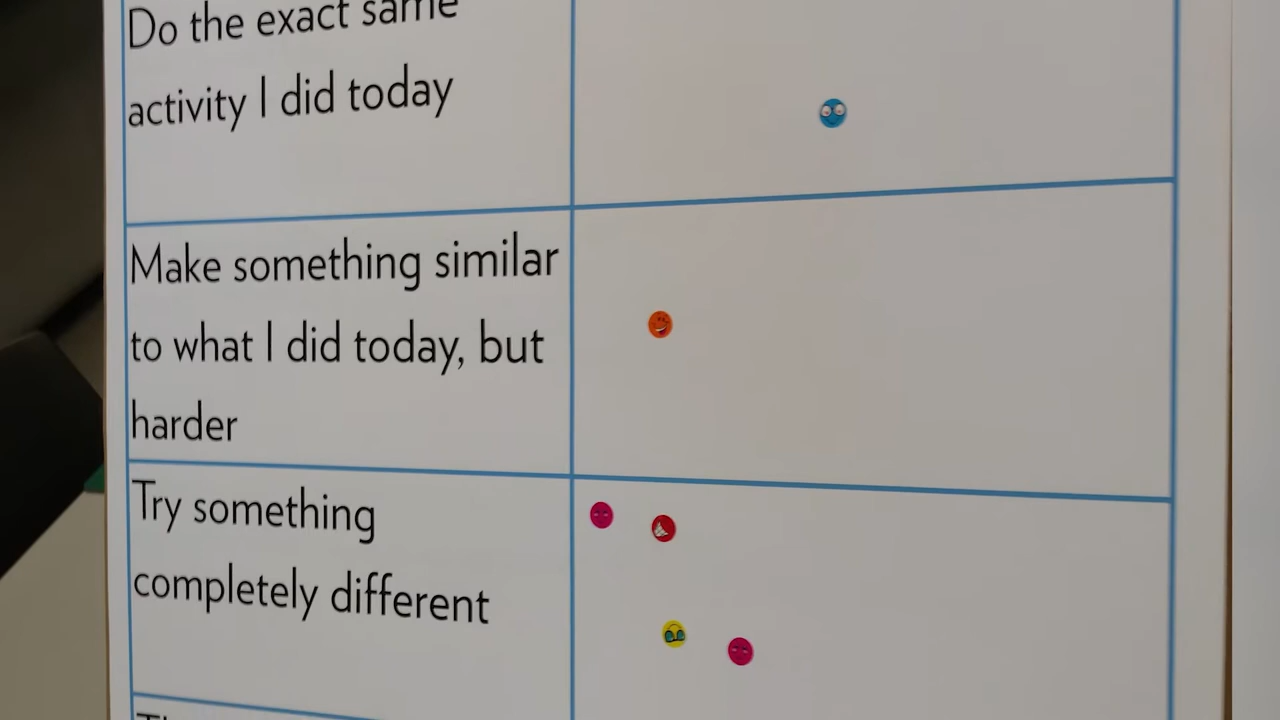 Do the exact same
activity I did today
Make something similar
to what I did today, but
harder
Try something
completely different